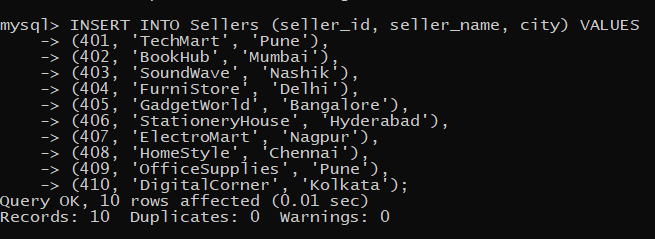 mysql> INSERT INTO Sellers (seller_id, seller_name, city) VALUES
    -> (401, 'TechMart', 'Pune'),
    -> (402, 'BookHub', 'Mumbai'),
    -> (403, 'SoundWave', 'Nashik'),
    -> (404, 'FurniStore', 'Delhi'),
    -> (405, 'GadgetWorld', 'Bangalore'),
    -> (406, 'StationeryHouse', 'Hyderabad'),
    -> (407, 'ElectroMart', 'Nagpur'),
    -> (408, 'HomeStyle', 'Chennai'),
    -> (409, 'OfficeSupplies', 'Pune'),
    -> (410, 'DigitalCorner', 'Kolkata');
Query OK, 10 rows affected (0.01 sec)
Records: 10  Duplicates: 0  Warnings: 0